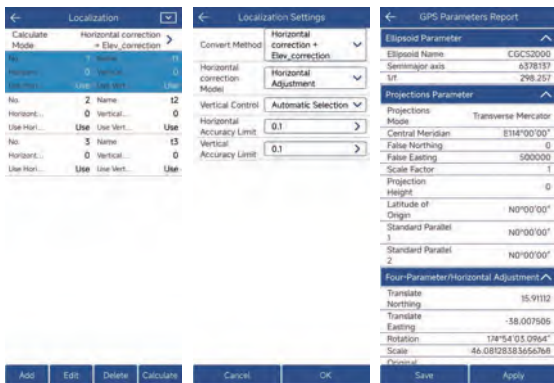 Localization
Calculate Mode
Horizontal correction + Elev_correction
No. 1 Name t1
Horizont... 0 Vertical... 0
Use Hori... Use Use Vert... Use
No. 2 Name t2
Horizont... 0 Vertical... 0
Use Hori... Use Use Vert... Use
No. 3 Name t3
Horizont... 0 Vertical... 0
Use Hori... Use Use Vert... Use
Add Edit Delete Calculate
Localization Settings
Convert Method
Horizontal correction + Elev_correction
Horizontal correction Model
Horizontal Adjustment
Vertical Control Automatic Selection
Horizontal Accuracy Limit 0.1
Vertical Accuracy Limit 0.1
Cancel OK
GPS Parameters Report
Ellipsoid Parameter
Ellipsoid Name CGCS2000
Semimajor axis 6378137
1/f 298.257
Projections Parameter
Projections Mode Transverse Mercator
Central Meridian E114°00'00"
False Northing 0
False Easting 500000
Scale Factor 1
Projection Height 0
Latitude of Origin N0°00'00"
Standard Parallel 1 N0°00'00"
Standard Parallel 2 N0°00'00"
Four-Parameter/Horizontal Adjustment
Translate Northing 15.91112
Translate Easting -38.007505
Rotation 174°54'03.0964"
Scale 46.08128383656768
Original
Save Apply